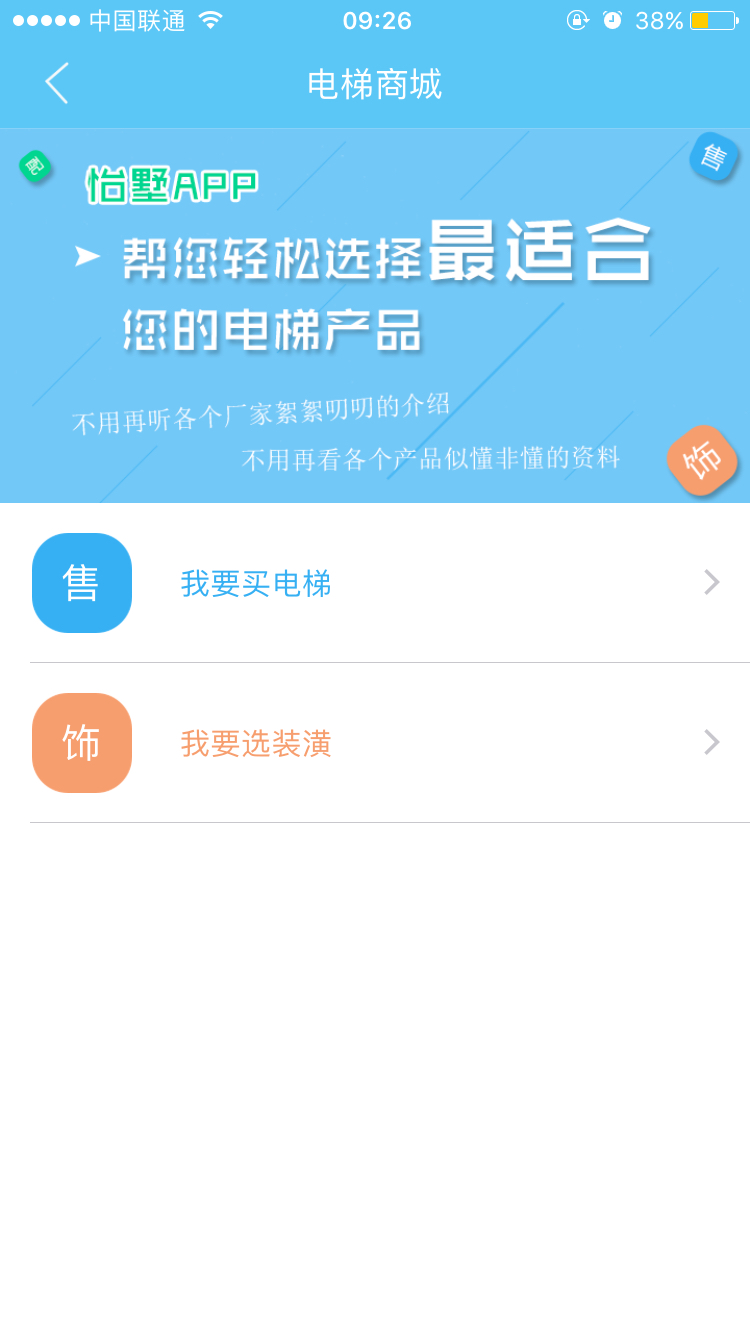 中国联通 09:26 38%
电梯商城
配
售
怡墅APP
帮您轻松选择最适合
您的电梯产品
不用再听各个厂家絮絮叨叨的介绍
不用再看各个产品似懂非懂的资料
饰
售 我要买电梯
饰 我要选装潢